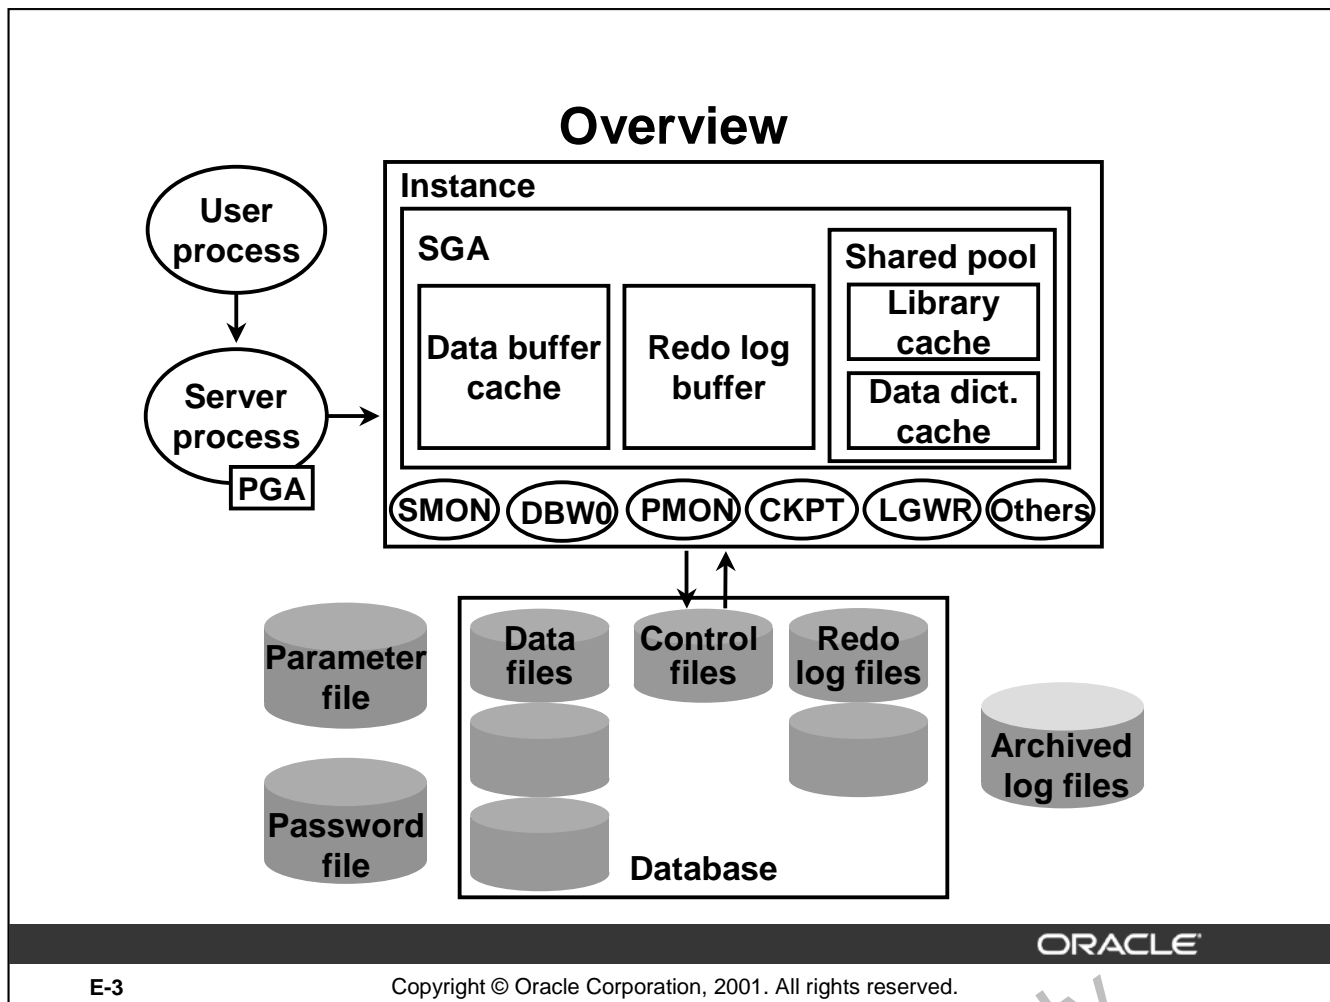 Overview
User
process
Server
process
PGA
Instance
SGA
Data buffer
cache
Redo log
buffer
Shared pool
Library
cache
Data dict.
cache
SMON
DBW0
PMON
CKPT
LGWR
Others
Parameter
file
Password
file
Data
files
Control
files
Redo
log files
Database
Archived
log files
ORACLE
E-3
Copyright © Oracle Corporation, 2001. All rights reserved.